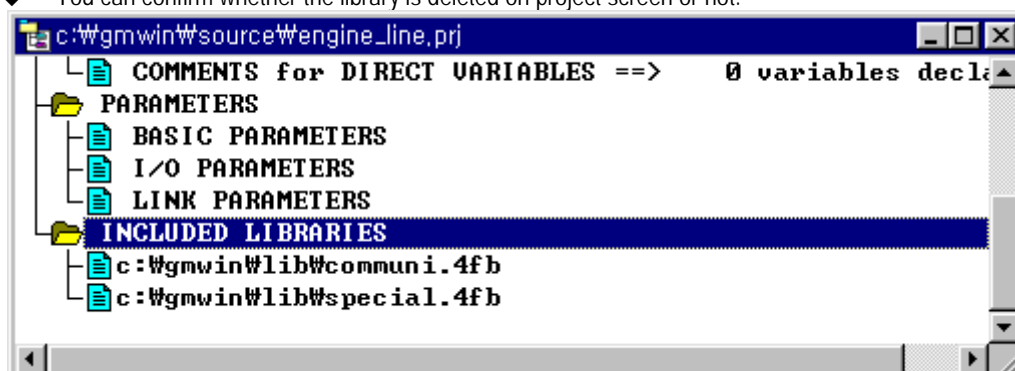 ◆ You can confirm whether the library is deleted on project screen or not.
c:₩gmwin₩source₩engine_line.prj
COMMENTS for DIRECT VARIABLES ==> 0 variables decla
PARAMETERS
BASIC PARAMETERS
I/O PARAMETERS
LINK PARAMETERS
INCLUDED LIBRARIES
c:₩gmwin₩lib₩communi.4fb
c:₩gmwin₩lib₩special.4fb